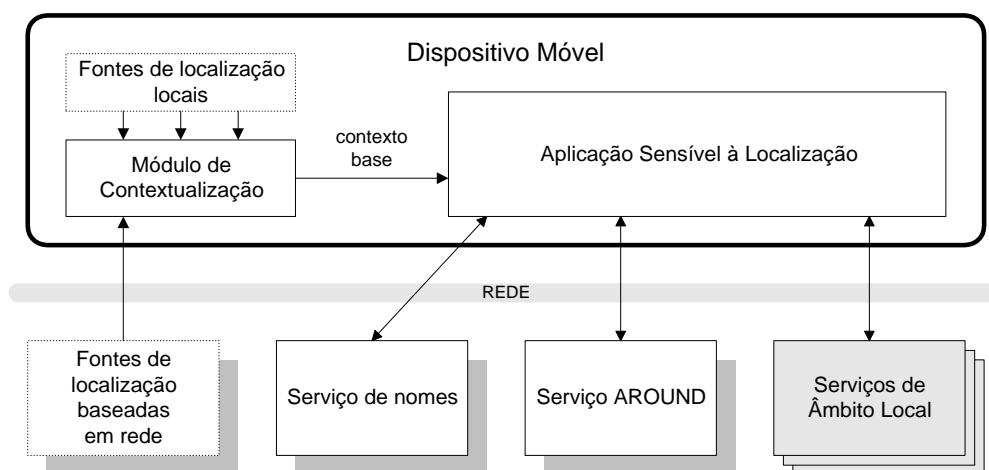 Dispositivo Móvel
Fontes de localização
locais
contexto
base
Módulo de
Contextualização
Aplicação Sensível à Localização
REDE
Fontes de
localização
baseadas
em rede
Serviço de nomes
Serviço AROUND
Serviços de
Âmbito Local